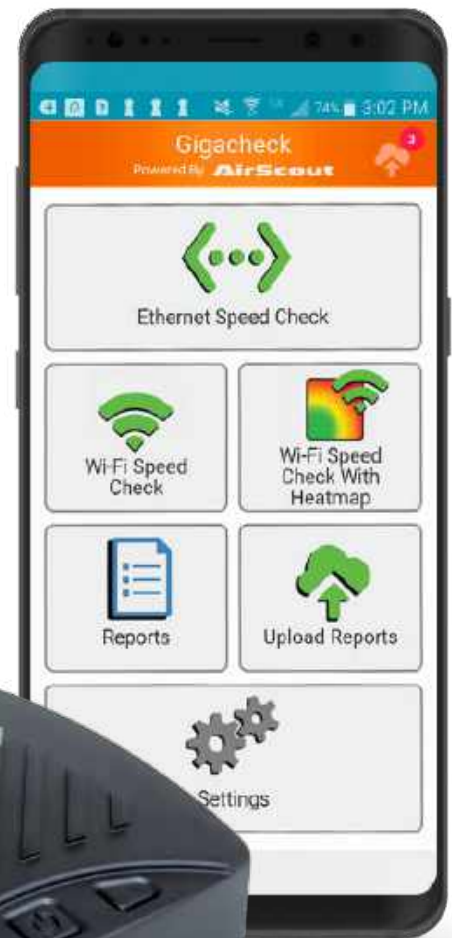 74% 3:02 PM
Gigacheck
3
Powered By AirScout
Ethernet Speed Check
Wi-Fi Speed
Check
Wi-Fi Speed
Check With
Heatmap
Reports
Upload Reports
Settings